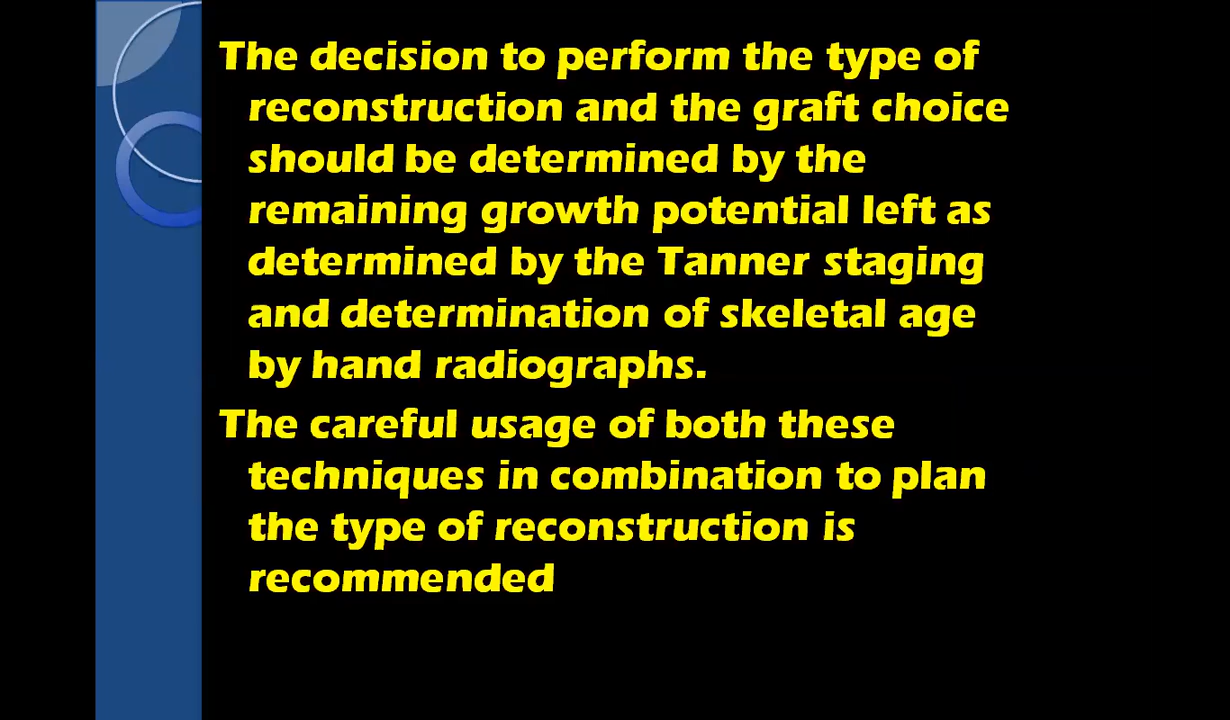 The decision to perform the type of
reconstruction and the graft choice
should be determined by the
remaining growth potential left as
determined by the Tanner staging
and determination of skeletal age
by hand radiographs.
The careful usage of both these
techniques in combination to plan
the type of reconstruction is
recommended